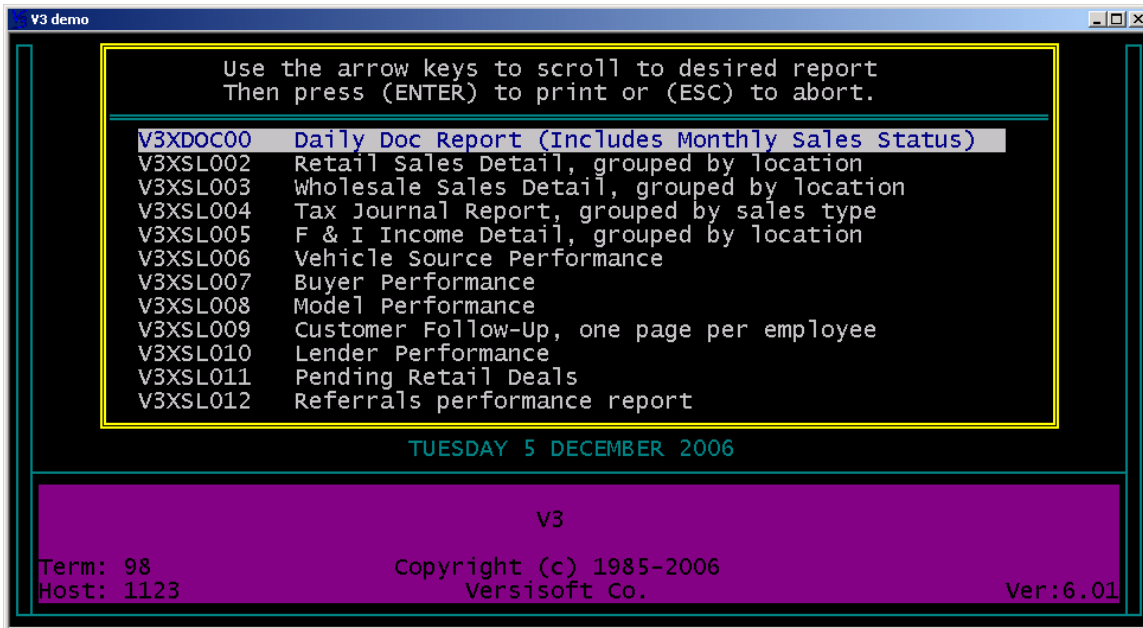 V3 demo
Use the arrow keys to scroll to desired report
Then press (ENTER) to print or (ESC) to abort.
V3XDOC00 Daily Doc Report (Includes Monthly Sales Status)
V3XSL002 Retail Sales Detail, grouped by location
V3XSL003 Wholesale Sales Detail, grouped by location
V3XSL004 Tax Journal Report, grouped by sales type
V3XSL005 F & I Income Detail, grouped by location
V3XSL006 Vehicle Source Performance
V3XSL007 Buyer Performance
V3XSL008 Model Performance
V3XSL009 Customer Follow-Up, one page per employee
V3XSL010 Lender Performance
V3XSL011 Pending Retail Deals
V3XSL012 Referrals performance report
TUESDAY 5 DECEMBER 2006
V3
Term: 98 Copyright (c) 1985-2006
Host: 1123 Versisoft Co. Ver:6.01